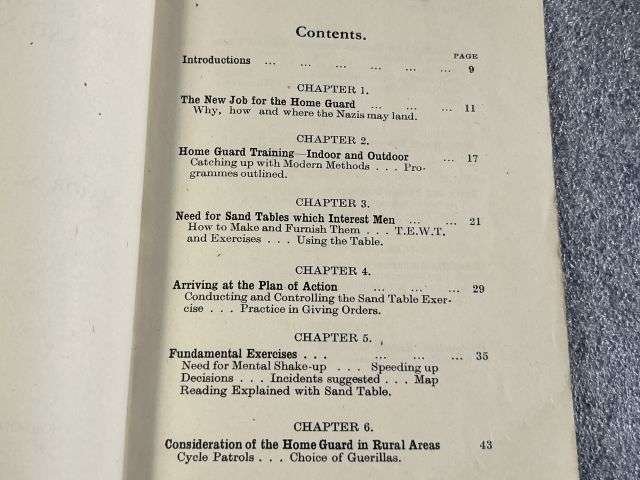 Contents.
PAGE
Introductions ... ... ... ... ... ... 9
CHAPTER 1.
The New Job for the Home Guard ... ... ... 11
Why, how and where the Nazis may land.
CHAPTER 2.
Home Guard Training—Indoor and Outdoor ... 17
Catching up with Modern Methods . . . Pro-
grammes outlined.
CHAPTER 3.
Need for Sand Tables which Interest Men ... ... 21
How to Make and Furnish Them . . . T.E.W.T.
and Exercises . . . Using the Table.
CHAPTER 4.
Arriving at the Plan of Action ... ... ... 29
Conducting and Controlling the Sand Table Exer-
cise . . . Practice in Giving Orders.
CHAPTER 5.
Fundamental Exercises . . . ... ... ... 35
Need for Mental Shake-up . . . Speeding up
Decisions . . . Incidents suggested . . . Map
Reading Explained with Sand Table.
CHAPTER 6.
Consideration of the Home Guard in Rural Areas 43
Cycle Patrols . . . Choice of Guerillas.